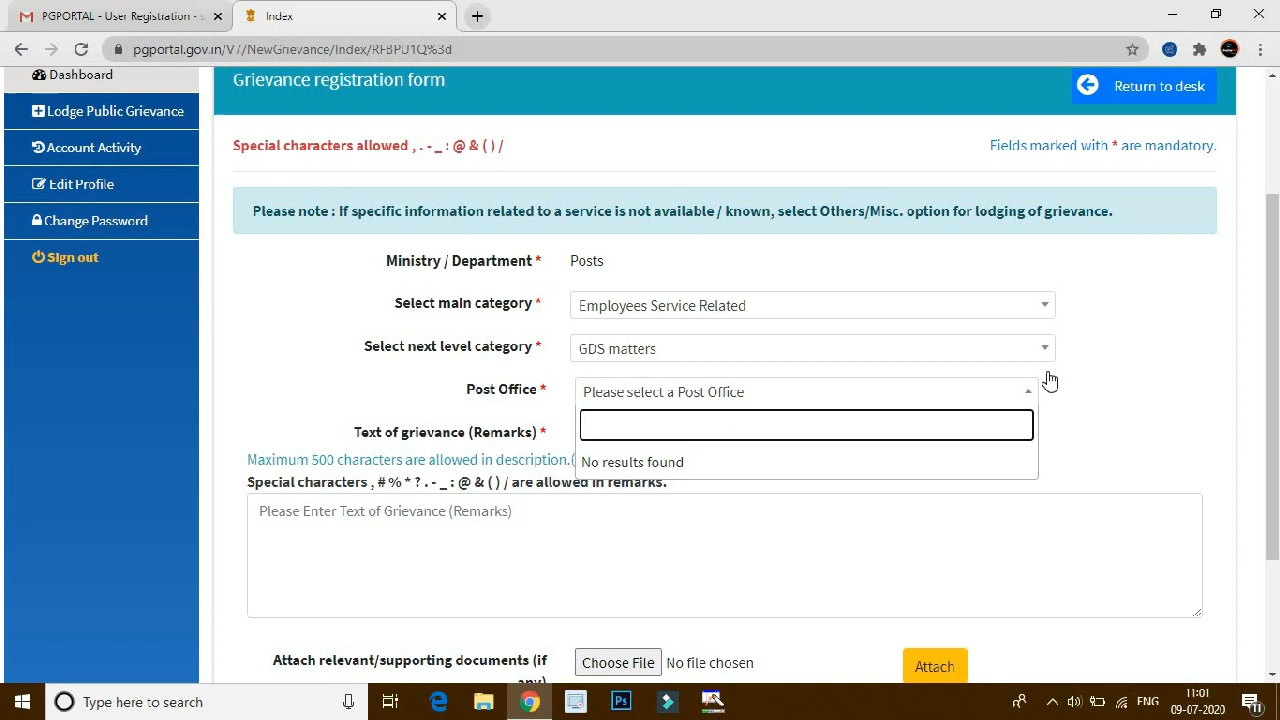 PGPORTAL - User Registration -
Index
pgportal.gov.in/V7/NewGrievance/Index/RFBPU1Q%3d
Dashboard
Lodge Public Grievance
Account Activity
Edit Profile
Change Password
Sign out
Grievance registration form
Return to desk
Special characters allowed , . - _ : @ & ( ) /
Fields marked with * are mandatory.
Please note : If specific information related to a service is not available / known, select Others/Misc. option for lodging of grievance.
Ministry / Department * Posts
Select main category * Employees Service Related
Select next level category * GDS matters
Post Office * Please select a Post Office
Text of grievance (Remarks) *
Maximum 500 characters are allowed in description.(
No results found
Special characters , # % * ? . - _ : @ & ( ) / are allowed in remarks.
Please Enter Text of Grievance (Remarks)
Attach relevant/supporting documents (if
any)
Choose File No file chosen
Attach
Type here to search
ENG
11:01
09-07-2020